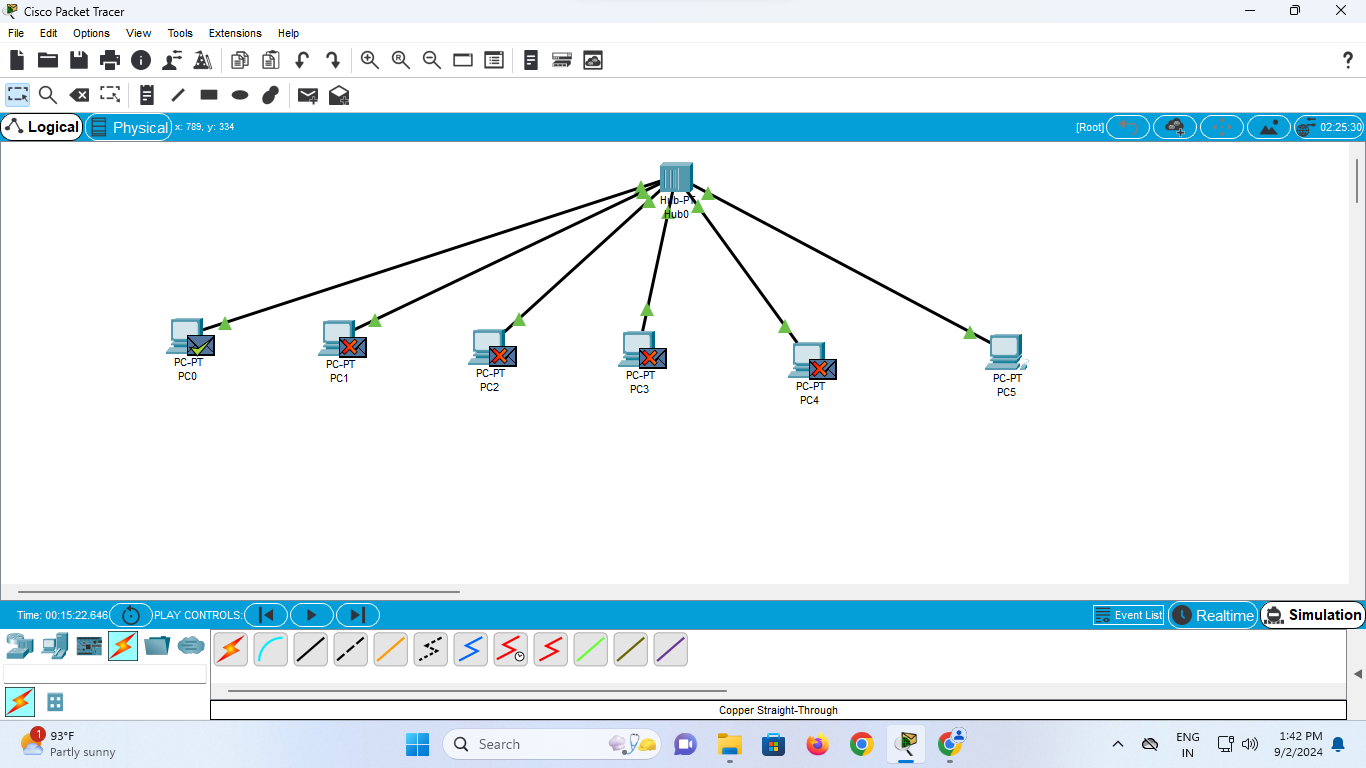 Cisco Packet Tracer
File Edit Options View Tools Extensions Help
R
?
Logical
Physical
x: 789, y: 334
[Root]
02:25:30
Hub-PT
Hub0
PC-PT
PC0
PC-PT
PC1
PC-PT
PC2
PC-PT
PC3
PC-PT
PC4
PC-PT
PC5
Time: 00:15:22.646
PLAY CONTROLS:
Event List
Realtime
Simulation
Copper Straight-Through
1
93°F
Partly sunny
Search
ENG
IN
1:42 PM
9/2/2024